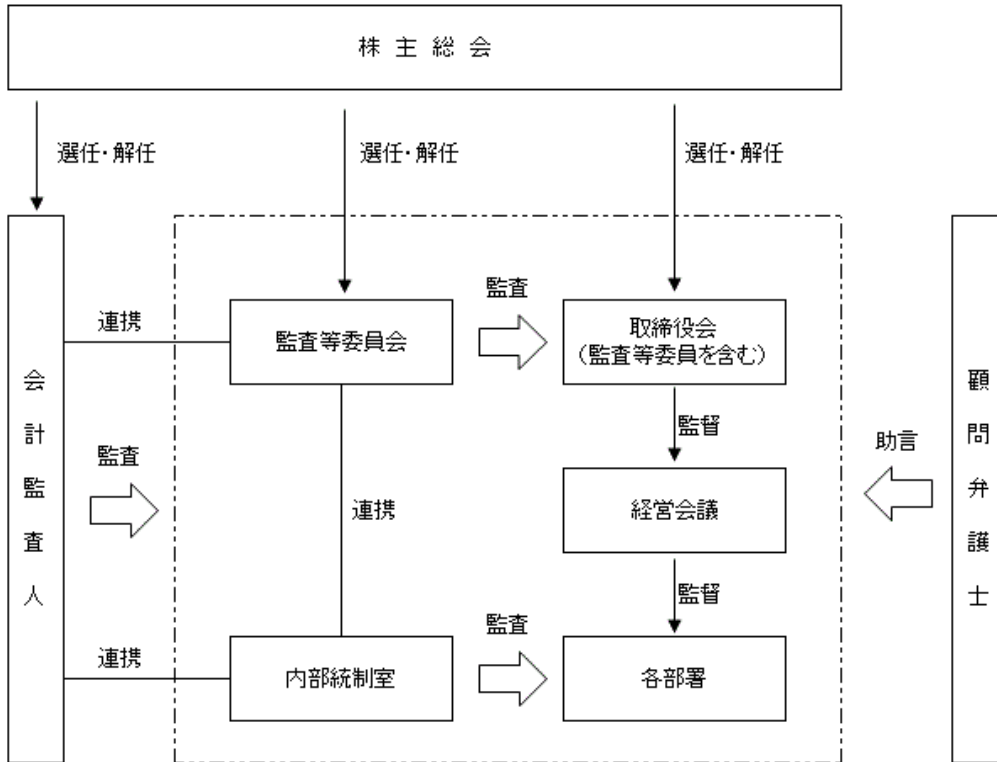 株主総会
選任・解任
選任・解任
選任・解任
監査
連携
監査等委員会
取締役会
(監査等委員を含む)
会計監査人
顧問弁護士
監督
助言
監査
連携
経営会議
監督
監査
連携
内部統制室
各部署